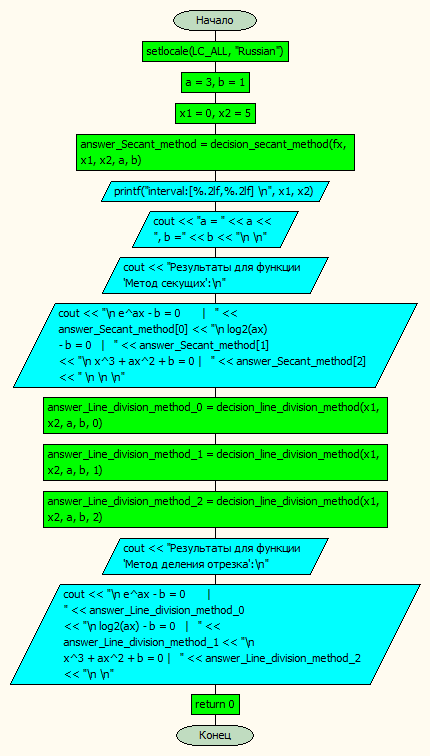 Начало
setlocale(LC_ALL, "Russian")
a = 3, b = 1
x1 = 0, x2 = 5
answer_Secant_method = decision_secant_method(fx,
x1, x2, a, b)
printf("interval:[%.2lf,%.2lf] \n", x1, x2)
cout << "a = " << a <<
", b =" << b << "\n \n"
cout << "Результаты для функции
'Метод секущих':\n"
cout << "\n e^ax - b = 0 | " <<
answer_Secant_method[0] << "\n log2(ax)
- b = 0 | " << answer_Secant_method[1]
<< "\n x^3 + ax^2 + b = 0 | " << answer_Secant_method[2]
<< " \n \n \n"
answer_Line_division_method_0 = decision_line_division_method(x1,
x2, a, b, 0)
answer_Line_division_method_1 = decision_line_division_method(x1,
x2, a, b, 1)
answer_Line_division_method_2 = decision_line_division_method(x1,
x2, a, b, 2)
cout << "Результаты для функции
'Метод деления отрезка':\n"
cout << "\n e^ax - b = 0 |
" << answer_Line_division_method_0
<< "\n log2(ax) - b = 0 | " <<
answer_Line_division_method_1 << "\n
x^3 + ax^2 + b = 0 | " << answer_Line_division_method_2
<< "\n \n"
return 0
Конец